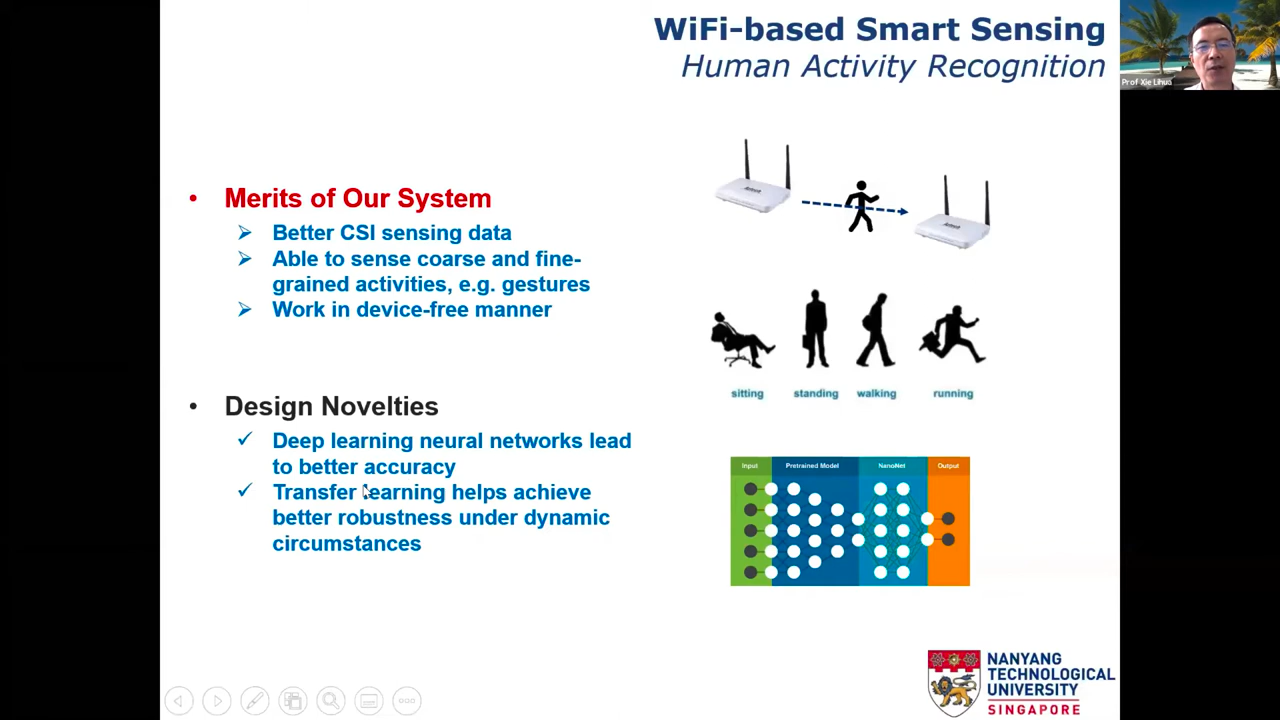 WiFi-based Smart Sensing
Human Activity Recognition
Prof Xie Lihua
• Merits of Our System
➢ Better CSI sensing data
➢ Able to sense coarse and fine-
grained activities, e.g. gestures
➢ Work in device-free manner
sitting standing walking running
• Design Novelties
✓ Deep learning neural networks lead
to better accuracy
✓ Transfer learning helps achieve
better robustness under dynamic
circumstances
Input Pretrained Model NanoNet Output
NANYANG
TECHNOLOGICAL
UNIVERSITY
SINGAPORE